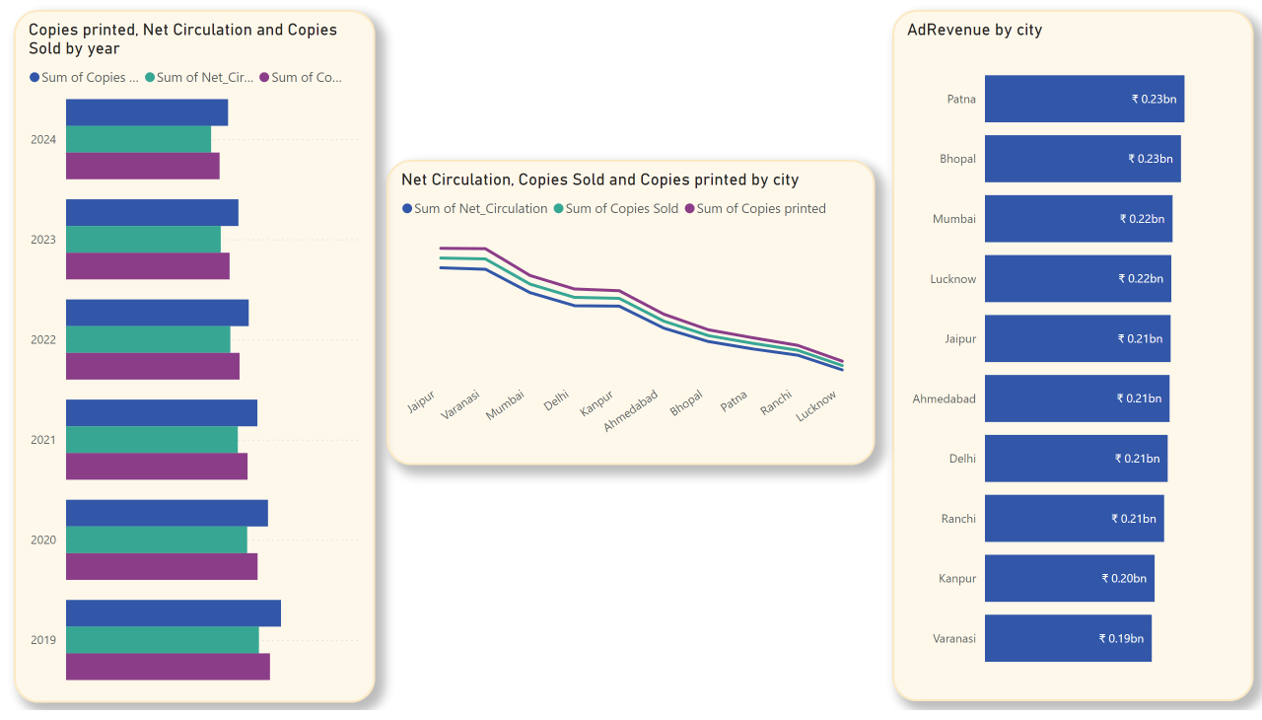 Copies printed, Net Circulation and Copies
Sold by year
Sum of Copies ... Sum of Net_Cir... Sum of Co...
2024
2023
2022
2021
2020
2019
Net Circulation, Copies Sold and Copies printed by city
Sum of Net_Circulation Sum of Copies Sold Sum of Copies printed
Jaipur
Varanasi
Mumbai
Delhi
Kanpur
Ahmedabad
Bhopal
Patna
Ranchi
Lucknow
AdRevenue by city
Patna ₹ 0.23bn
Bhopal ₹ 0.23bn
Mumbai ₹ 0.22bn
Lucknow ₹ 0.22bn
Jaipur ₹ 0.21bn
Ahmedabad ₹ 0.21bn
Delhi ₹ 0.21bn
Ranchi ₹ 0.21bn
Kanpur ₹ 0.20bn
Varanasi ₹ 0.19bn